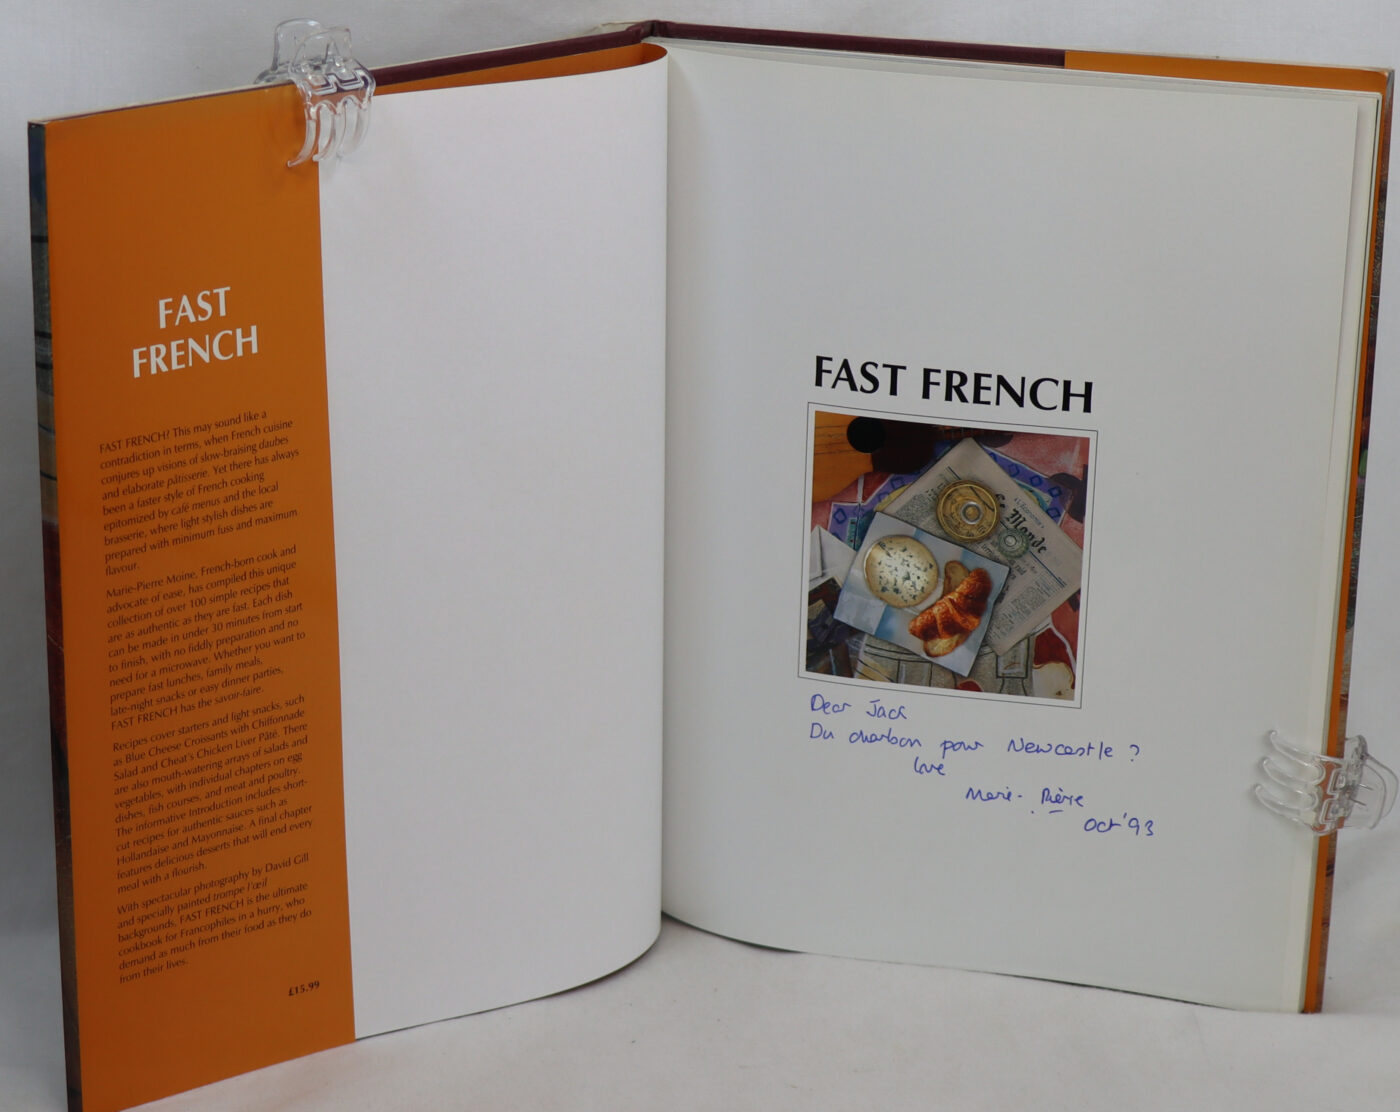 FAST
FRENCH
FAST FRENCH? This may sound like a
contradiction in terms, when French cuisine
conjures up visions of slow-braising daubes
and elaborate pâtisserie. Yet there has always
been a faster style of French cooking
epitomized by café menus and the local
brasserie, where light stylish dishes are
prepared with minimum fuss and maximum
flavour.
Marie-Pierre Moine, French-born cook and
advocate of ease, has compiled this unique
collection of over 100 simple recipes that
are as authentic as they are fast. Each dish
can be made in under 30 minutes from start
to finish, with no fiddly preparation and no
need for a microwave. Whether you want to
prepare fast lunches, family meals,
late-night snacks or easy dinner parties,
FAST FRENCH has the savoir-faire.
Recipes cover starters and light snacks, such
as Blue Cheese Croissants with Chiffonnade
Salad and Cheat's Chicken Liver Pâté. There
are also mouth-watering arrays of salads and
vegetables, with individual chapters on egg
dishes, fish courses, and meat and poultry.
The informative Introduction includes short-
cut recipes for authentic sauces such as
Hollandaise and Mayonnaise. A final chapter
features delicious desserts that will end every
meal with a flourish.
With spectacular photography by David Gill
and specially painted trompe l'œil
backgrounds, FAST FRENCH is the ultimate
cookbook for Francophiles in a hurry, who
demand as much from their food as they do
from their lives.
£15.99
FAST FRENCH
Le Monde
Dear Jack
Du charbon pour Newcastle ?
love
Marie-Pierre
Oct '93